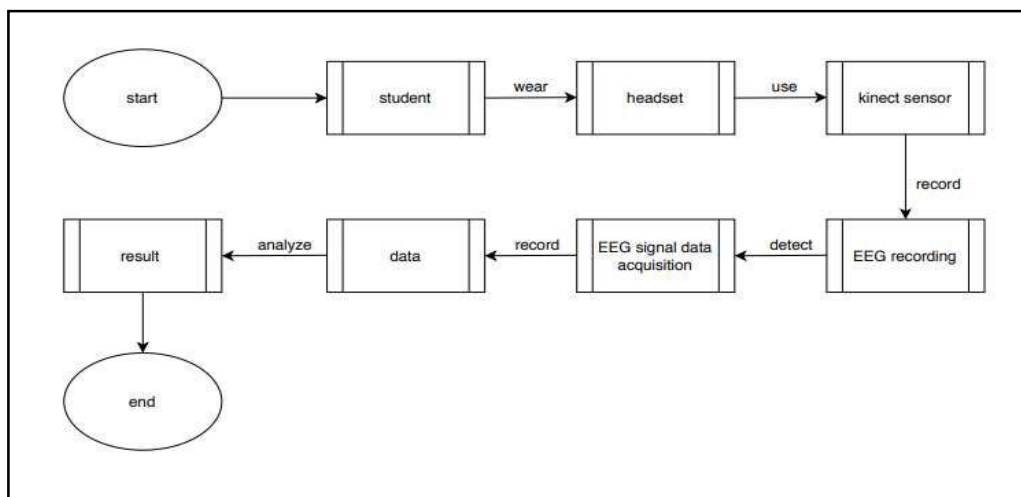 start
student
wear
headset
use
kinect sensor
record
EEG recording
detect
EEG signal data
acquisition
record
data
analyze
result
end